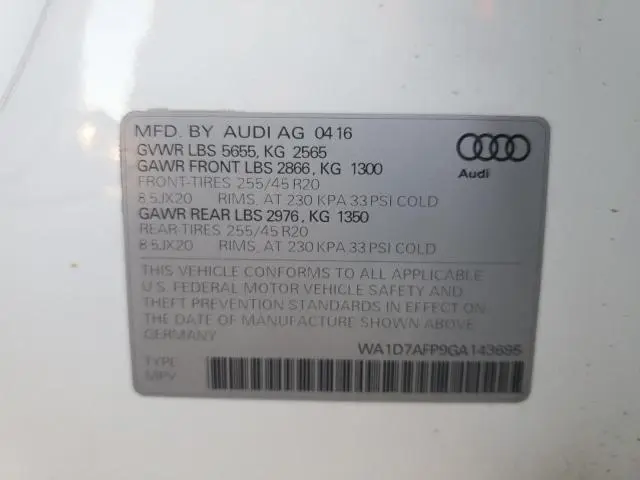 MFD. BY AUDI AG 04 16
GVWR LBS 5655, KG 2565
GAWR FRONT LBS 2866, KG 1300
FRONT-TIRES 255/45 R20
8.5JX20 RIMS, AT 230 KPA 33 PSI COLD
GAWR REAR LBS 2976, KG 1350
REAR-TIRES 255/45 R20
8.5JX20 RIMS, AT 230 KPA 33 PSI COLD
Audi
THIS VEHICLE CONFORMS TO ALL APPLICABLE
U.S. FEDERAL MOTOR VEHICLE SAFETY AND
THEFT PREVENTION STANDARDS IN EFFECT ON
THE DATE OF MANUFACTURE SHOWN ABOVE.
GERMANY
WA1D7AFP9GA143695
TYPE:
MPV